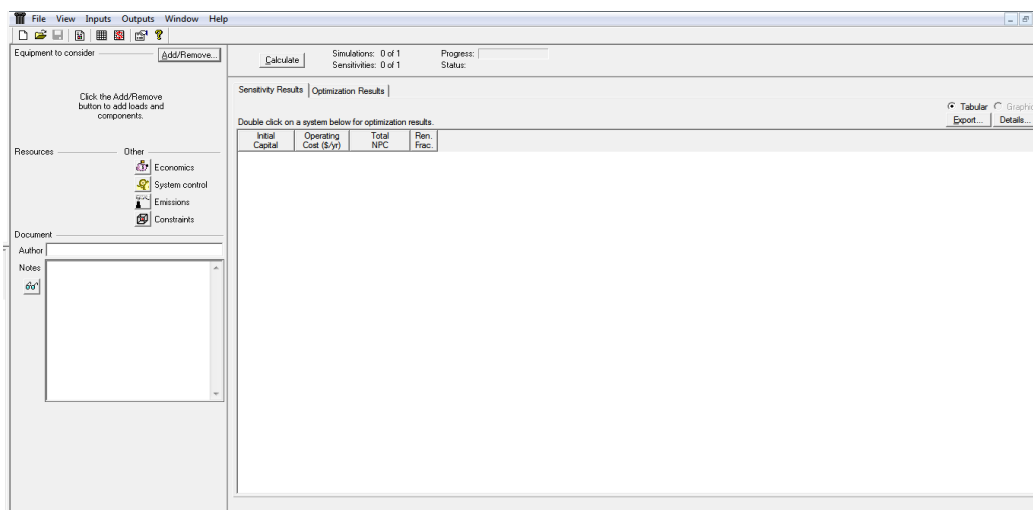 File View Inputs Outputs Window Help
Equipment to consider Add/Remove...
Click the Add/Remove
button to add loads and
components.
Resources Other
Economics
System control
Emissions
Constraints
Document
Author
Notes
Calculate
Simulations: 0 of 1 Progress:
Sensitivities: 0 of 1 Status:
Sensitivity Results Optimization Results
Tabular Graphic
Double click on a system below for optimization results. Export... Details...
Initial Operating Total Ren.
Capital Cost ($/yr) NPC Frac.